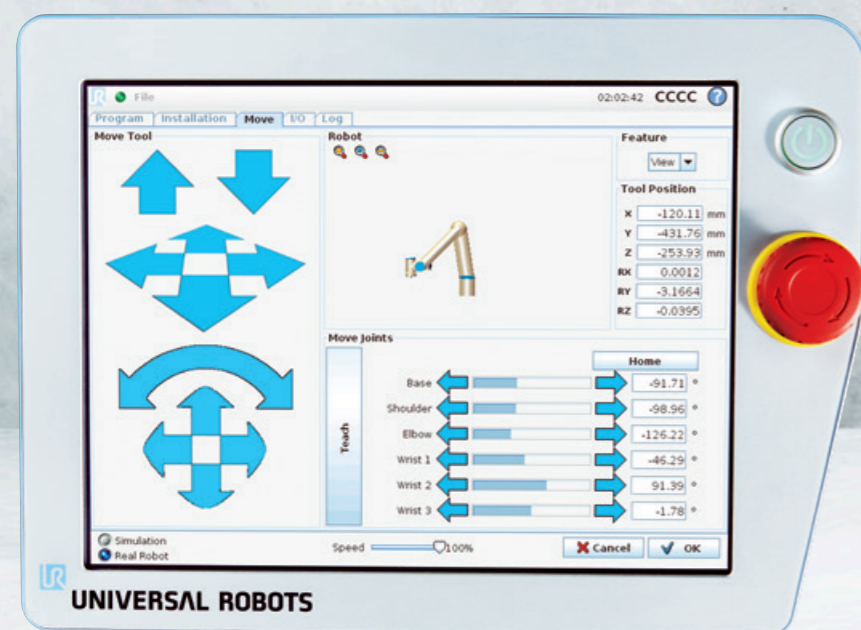 UR File 02:02:42 CCCC ?
Program Installation Move I/O Log
Move Tool
Robot
Feature
View
Tool Position
X -120.11 mm
Y -431.76 mm
Z -253.93 mm
RX 0.0012
RY -3.1664
RZ -0.0395
Move Joints
Teach
Home
Base -91.71 °
Shoulder -98.96 °
Elbow -126.22 °
Wrist 1 -46.29 °
Wrist 2 91.39 °
Wrist 3 -1.78 °
Simulation
Real Robot
Speed 100%
Cancel OK
UR
UNIVERSAL ROBOTS